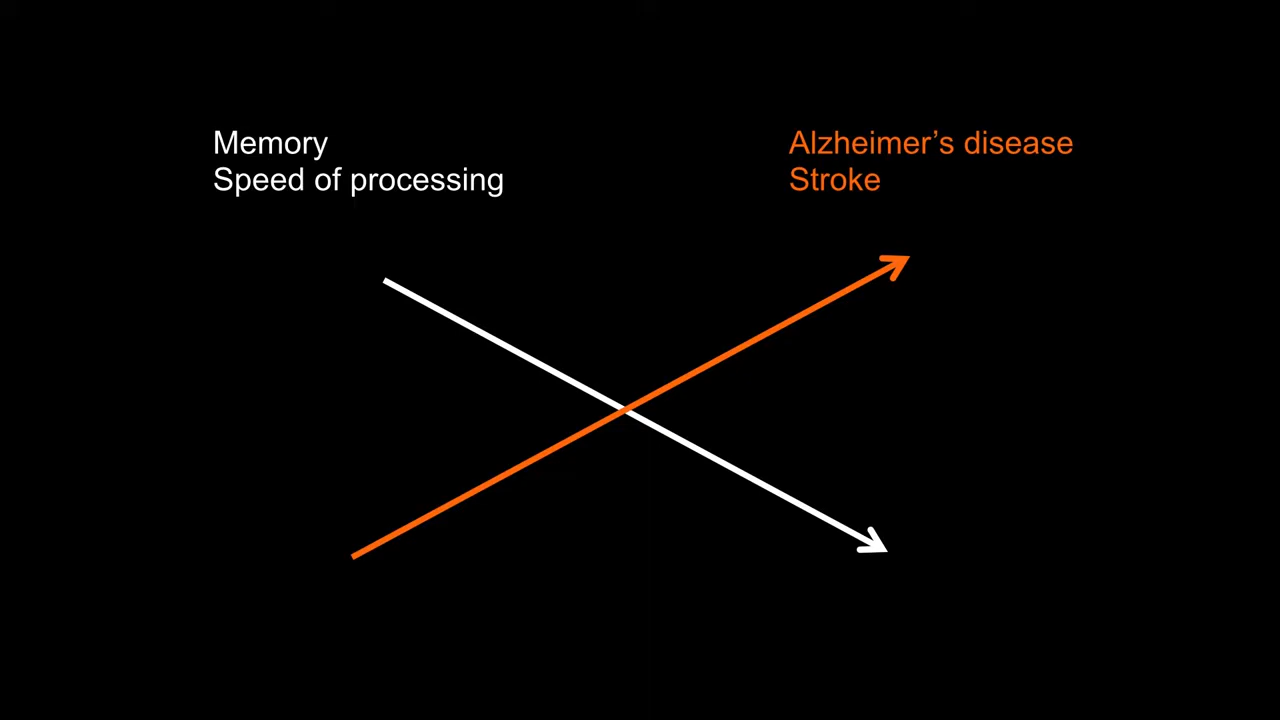 Memory
Speed of processing
Alzheimer’s disease
Stroke